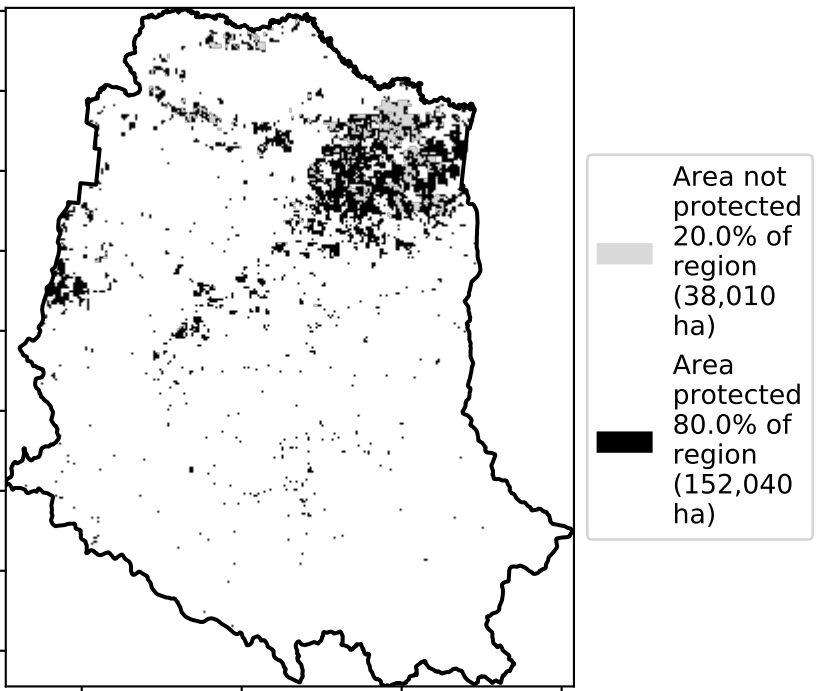 Area not
protected
20.0% of
region
(38,010
ha)
Area
protected
80.0% of
region
(152,040
ha)